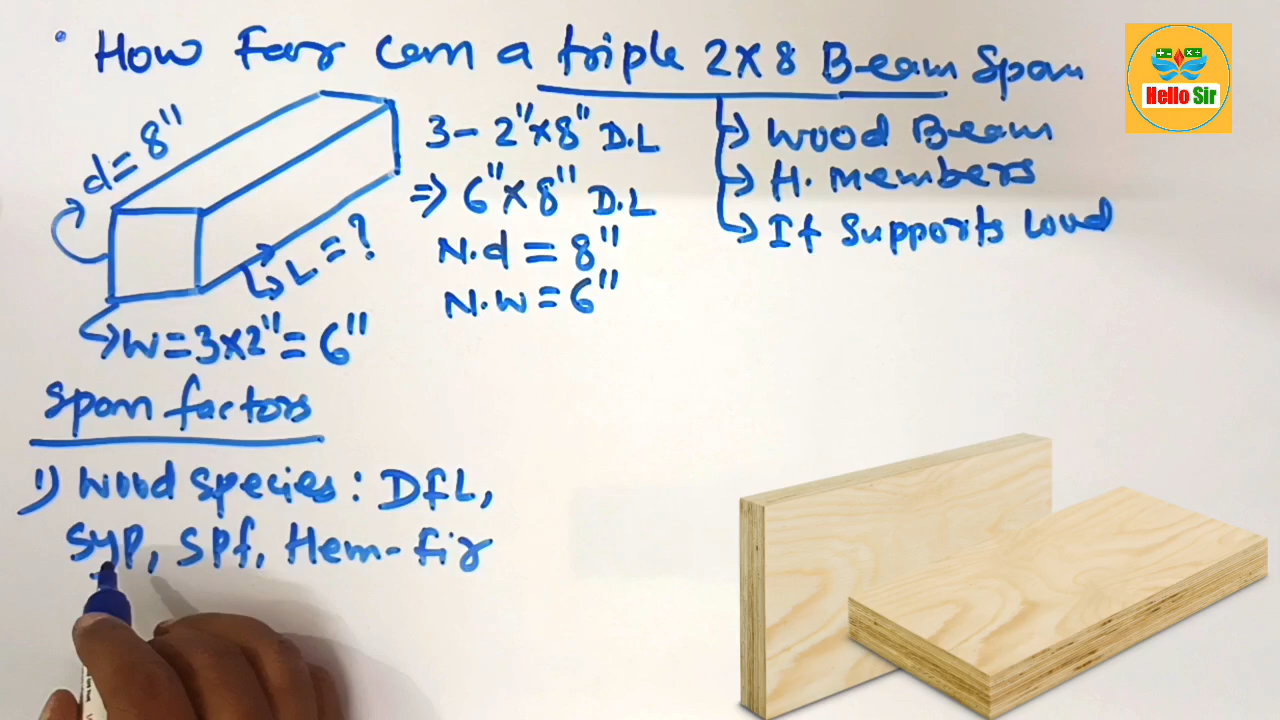 • How Far can a triple 2x8 Beam Span
Hello Sir
d = 8"
L = ?
→ W = 3x2" = 6"
3 - 2"x8" D.L
⇒ 6"x8" D.L
N.d = 8"
N.W = 6"
→ Wood Beam
→ H. members
→ It Supports Load
Span factors
1) Wood Species : DfL,
Syp, SPf, Hem-fir